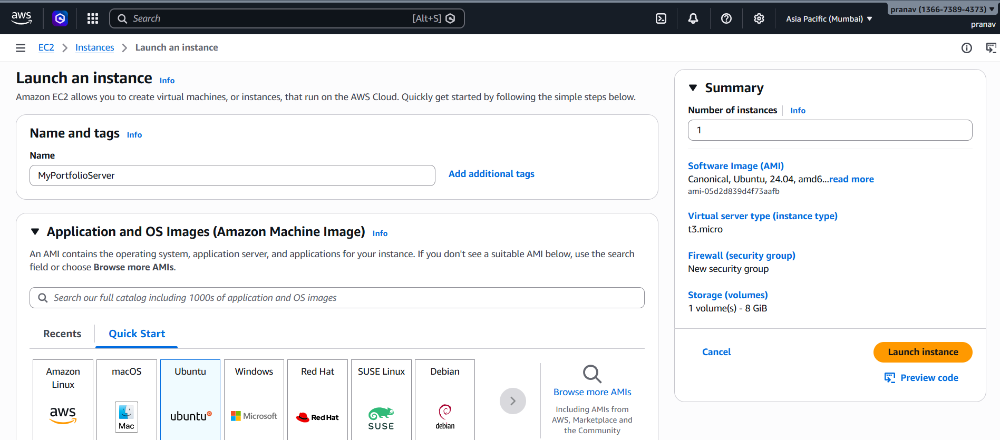 aws
Search
[Alt+S]
Asia Pacific (Mumbai)
pranav (1366-7389-4373)
pranav
EC2
Instances
Launch an instance
Launch an instance
Info
Amazon EC2 allows you to create virtual machines, or instances, that run on the AWS Cloud. Quickly get started by following the simple steps below.
Name and tags
Info
Name
MyPortfolioServer
Add additional tags
Application and OS Images (Amazon Machine Image)
Info
An AMI contains the operating system, application server, and applications for your instance. If you don't see a suitable AMI below, use the search
field or choose Browse more AMIs.
Search our full catalog including 1000s of application and OS images
Recents
Quick Start
Amazon
Linux
aws
macOS
Mac
Ubuntu
ubuntu
Windows
Microsoft
Red Hat
Red Hat
SUSE Linux
SUSE
Debian
debian
Browse more AMIs
Including AMIs from
AWS, Marketplace and
the Community
Summary
Number of instances
Info
1
Software Image (AMI)
Canonical, Ubuntu, 24.04, amd6...read more
ami-05d2d839d4f73aafb
Virtual server type (instance type)
t3.micro
Firewall (security group)
New security group
Storage (volumes)
1 volume(s) - 8 GiB
Cancel
Launch instance
Preview code